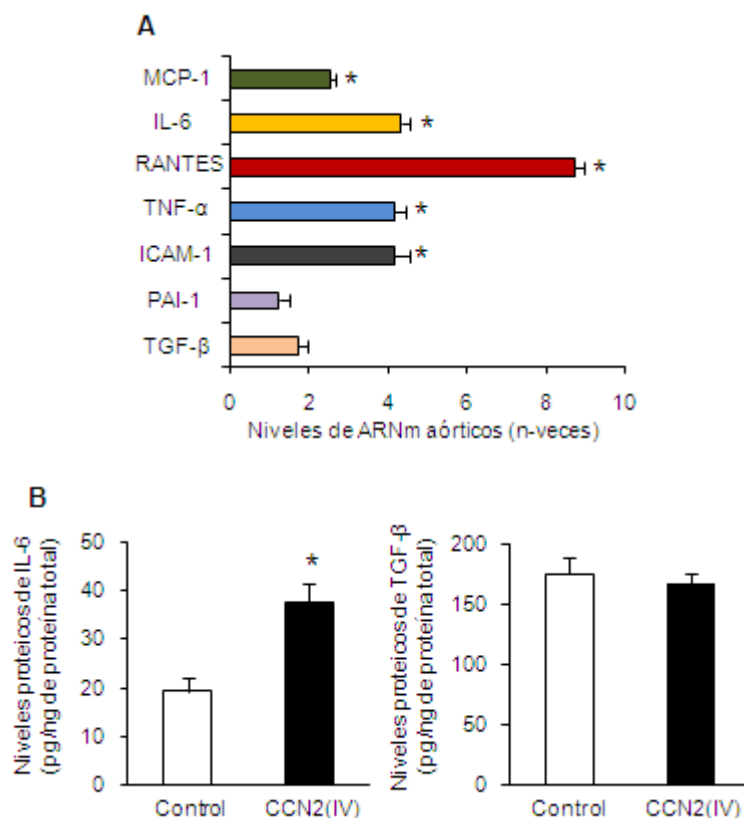 A
MCP-1
*
IL-6
*
RANTES
*
TNF-α
*
ICAM-1
*
PAI-1
TGF-β
0 2 4 6 8 10
Niveles de ARNm aórticos (n-veces)
B
Niveles proteicos de IL-6
(pg/ng de proteína total)
50
40
30
20
10
0
*
Control CCN2(IV)
Niveles proteicos de TGF-β
(pg/ng de proteína total)
200
150
100
50
0
Control CCN2(IV)